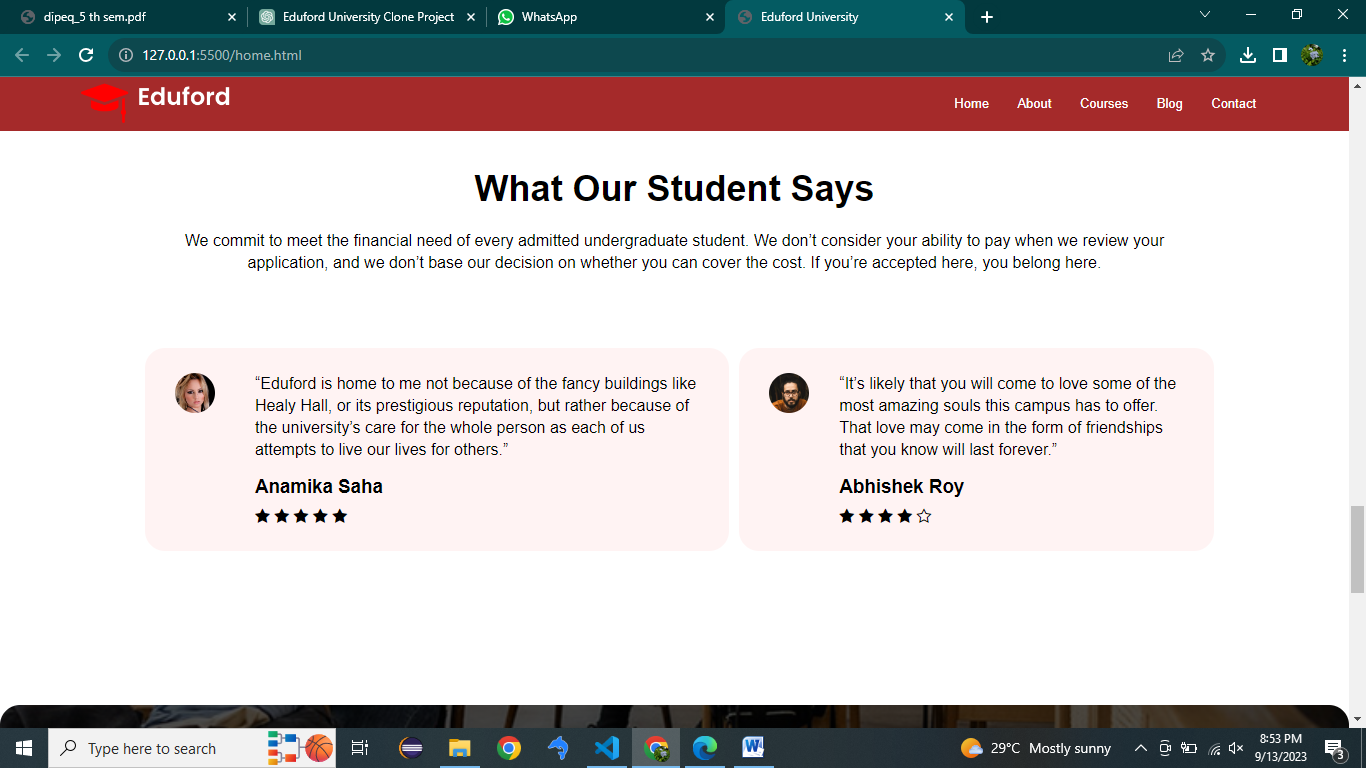 dipeq_5 th sem.pdf
Eduford University Clone Project
WhatsApp
Eduford University
127.0.0.1:5500/home.html
Eduford
Home
About
Courses
Blog
Contact
What Our Student Says
We commit to meet the financial need of every admitted undergraduate student. We don’t consider your ability to pay when we review your
application, and we don’t base our decision on whether you can cover the cost. If you’re accepted here, you belong here.
“Eduford is home to me not because of the fancy buildings like
Healy Hall, or its prestigious reputation, but rather because of
the university’s care for the whole person as each of us
attempts to live our lives for others.”
Anamika Saha
“It’s likely that you will come to love some of the
most amazing souls this campus has to offer.
That love may come in the form of friendships
that you know will last forever.”
Abhishek Roy
Type here to search
29°C Mostly sunny
8:53 PM
9/13/2023
3